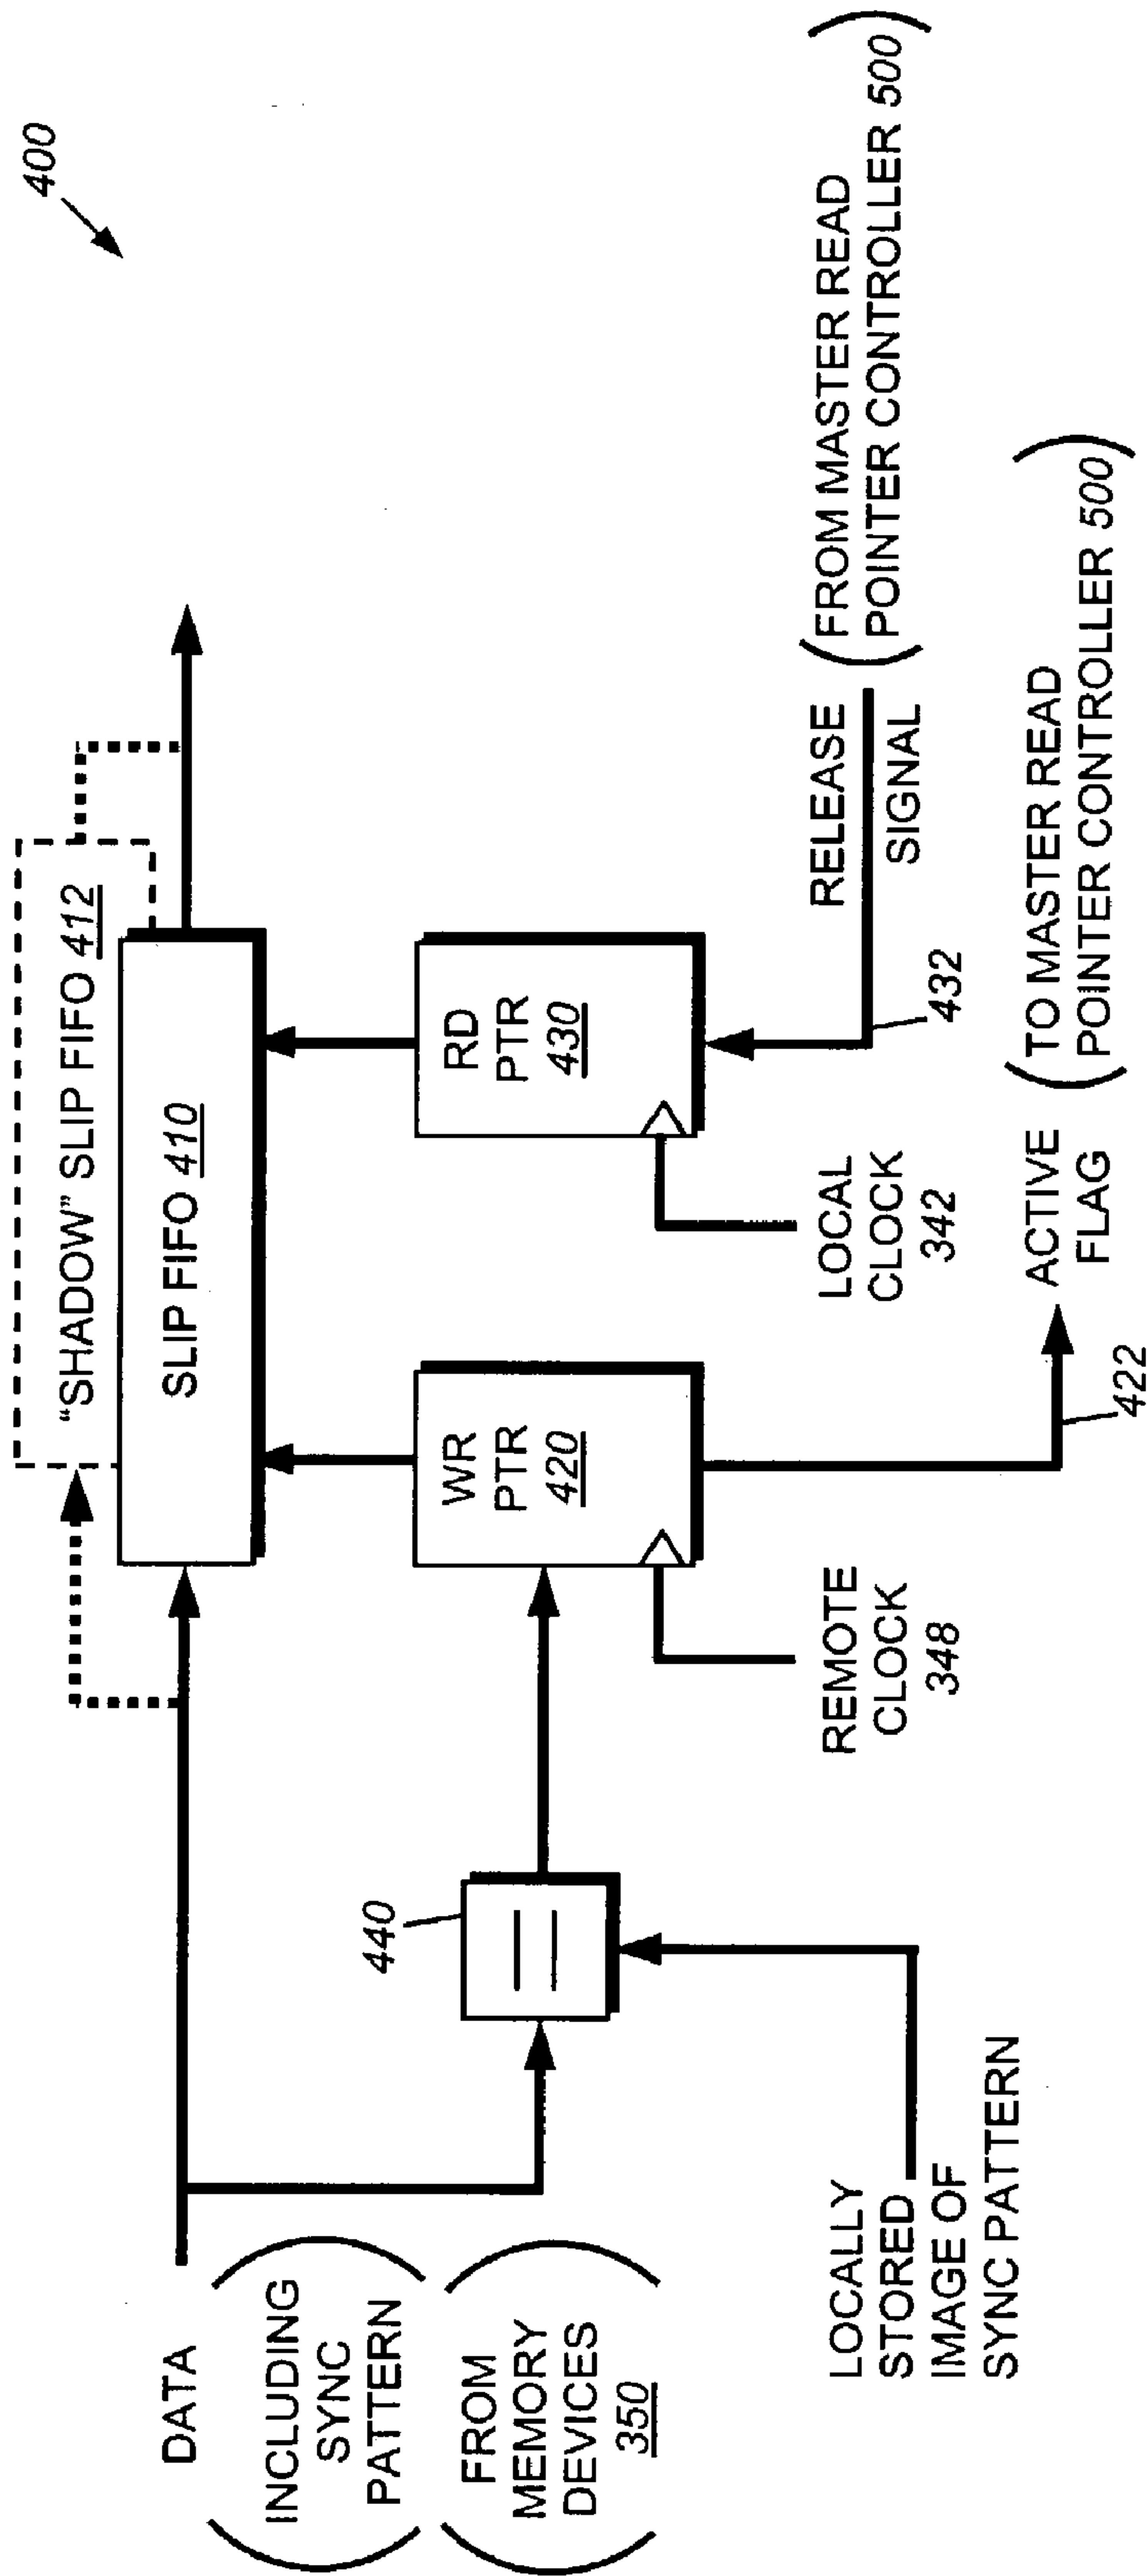 400
“SHADOW” SLIP FIFO 412
SLIP FIFO 410
DATA
(INCLUDING
SYNC
PATTERN)
(FROM
MEMORY
DEVICES
350)
440
LOCALLY
STORED
IMAGE OF
SYNC PATTERN
WR
PTR
420
REMOTE
CLOCK
348
RD
PTR
430
LOCAL
CLOCK
342
RELEASE
SIGNAL
(FROM MASTER READ
POINTER CONTROLLER 500)
432
ACTIVE
FLAG
(TO MASTER READ
POINTER CONTROLLER 500)
422